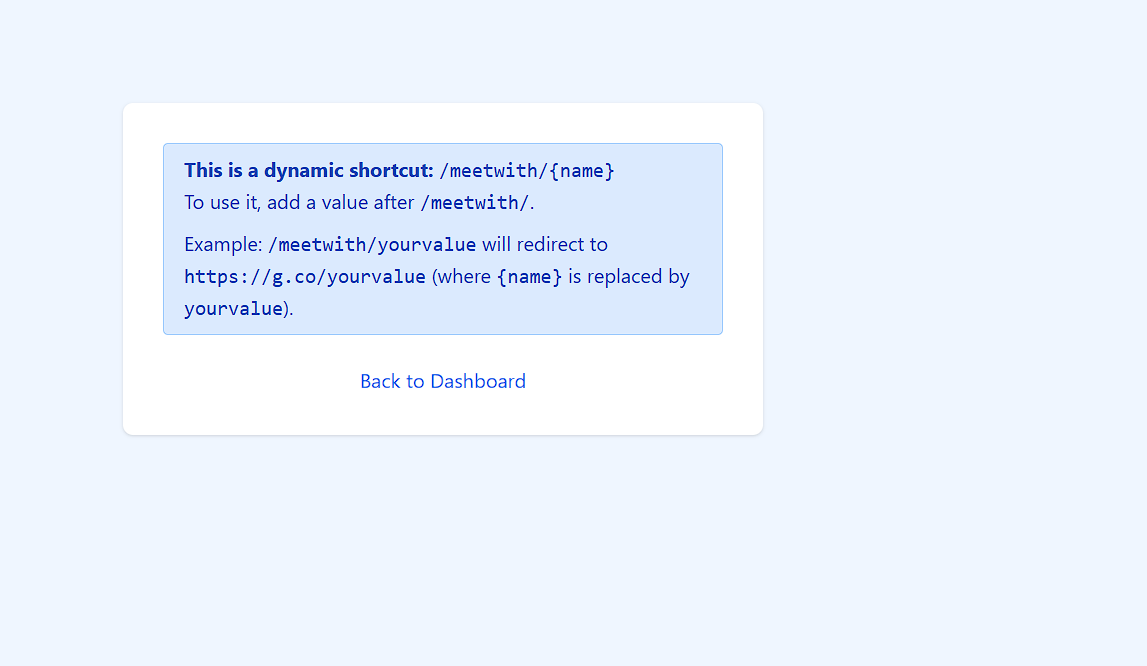 This is a dynamic shortcut: /meetwith/{name}
To use it, add a value after /meetwith/.
Example: /meetwith/yourvalue will redirect to
https://g.co/yourvalue (where {name} is replaced by
yourvalue).
Back to Dashboard